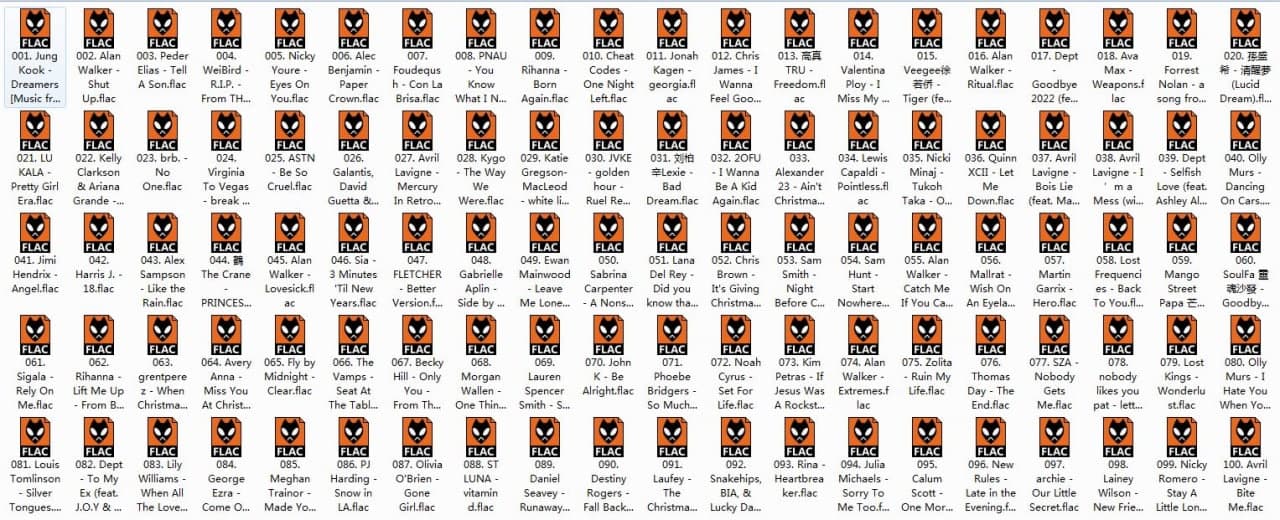 FLAC
001. Jung
Kook -
Dreamers
[Music fr...
FLAC
002. Alan
Walker -
Shut
Up.flac
FLAC
003. Peder
Elias - Tell
A Son.flac
FLAC
004.
WeiBird -
R.I.P. -
From TH...
FLAC
005. Nicky
Youre -
Eyes On
You.flac
FLAC
006. Alec
Benjamin -
Paper
Crown.flac
FLAC
007.
Foudequs
h - Con La
Brisa.flac
FLAC
008. PNAU
- You
Know
What I N...
FLAC
009.
Rihanna -
Born
Again.flac
FLAC
010. Cheat
Codes -
One Night
Left.flac
FLAC
011. Jonah
Kagen -
georgia.fl
ac
FLAC
012. Chris
James - I
Wanna
Feel Goo...
FLAC
013. 高真
TRU -
Freedom.fl
ac
FLAC
014.
Valentina
Ploy - I
Miss My ...
FLAC
015.
Veegee徐
若侨 -
Tiger (fe...
FLAC
016. Alan
Walker -
Ritual.flac
FLAC
017. Dept
-
Goodbye
2022 (fe...
FLAC
018. Ava
Max -
Weapons.f
lac
FLAC
019.
Forrest
Nolan - a
song fro...
FLAC
020. 孫盛
希 - 清醒夢
(Lucid
Dream).fl...
FLAC
021. LU
KALA -
Pretty Girl
Era.flac
FLAC
022. Kelly
Clarkson
& Ariana
Grande -...
FLAC
023. brb. -
No
One.flac
FLAC
024.
Virginia
To Vegas
- break ...
FLAC
025. ASTN
- Be So
Cruel.flac
FLAC
026.
Galantis,
David
Guetta &...
FLAC
027. Avril
Lavigne -
Mercury
In Retro...
FLAC
028. Kygo
- The Way
We
Were.flac
FLAC
029. Katie
Gregson-
MacLeod
- white li...
FLAC
030. JVKE
- golden
hour -
Ruel Re...
FLAC
031. 刘柏
辛Lexie -
Bad
Dream.flac
FLAC
032. 2OFU
- I Wanna
Be A Kid
Again.flac
FLAC
033.
Alexander
23 - Ain't
Christma...
FLAC
034. Lewis
Capaldi -
Pointless.fl
ac
FLAC
035. Nicki
Minaj -
Tukoh
Taka - O...
FLAC
036. Quinn
XCII - Let
Me
Down.flac
FLAC
037. Avril
Lavigne -
Bois Lie
(feat. Ma...
FLAC
038. Avril
Lavigne -
I＇m a
Mess (wi...
FLAC
039. Dept
- Selfish
Love (feat.
Ashley Al...
FLAC
040. Olly
Murs -
Dancing
On Cars....
FLAC
041. Jimi
Hendrix -
Angel.flac
FLAC
042.
Harris J. -
18.flac
FLAC
043. Alex
Sampson
- Like the
Rain.flac
FLAC
044. 鶴
The Crane
-
PRINCES...
FLAC
045. Alan
Walker -
Lovesick.fl
ac
FLAC
046. Sia -
3 Minutes
'Til New
Years.flac
FLAC
047.
FLETCHER
- Better
Version.f...
FLAC
048.
Gabrielle
Aplin -
Side by ...
FLAC
049. Ewan
Mainwood
- Leave
Me Lone...
FLAC
050.
Sabrina
Carpenter
- A Nons...
FLAC
051. Lana
Del Rey -
Did you
know tha...
FLAC
052. Chris
Brown -
It's Giving
Christma...
FLAC
053. Sam
Smith -
Night
Before C...
FLAC
054. Sam
Hunt -
Start
Nowhere...
FLAC
055. Alan
Walker -
Catch Me
If You Ca...
FLAC
056.
Mallrat -
Wish On
An Eyela...
FLAC
057.
Martin
Garrix -
Hero.flac
FLAC
058. Lost
Frequenci
es - Back
To You.fl...
FLAC
059.
Mango
Street
Papa 芒...
FLAC
060.
SoulFa 靈
魂沙發 -
Goodby...
FLAC
061.
Sigala -
Rely On
Me.flac
FLAC
062.
Rihanna -
Lift Me Up
- From B...
FLAC
063.
grentpere
z - When
Christma...
FLAC
064. Avery
Anna -
Miss You
At Christ...
FLAC
065. Fly by
Midnight -
Clear.flac
FLAC
066. The
Vamps -
Seat At
The Tabl...
FLAC
067. Becky
Hill - Only
You -
From Th...
FLAC
068.
Morgan
Wallen -
One Thin...
FLAC
069.
Lauren
Spencer
Smith - S...
FLAC
070. John
K - Be
Alright.flac
FLAC
071.
Phoebe
Bridgers -
So Much...
FLAC
072. Noah
Cyrus -
Set For
Life.flac
FLAC
073. Kim
Petras - If
Jesus Was
A Rockst...
FLAC
074. Alan
Walker -
Extremes.f
lac
FLAC
075. Zolita
- Ruin My
Life.flac
FLAC
076.
Thomas
Day - The
End.flac
FLAC
077. SZA -
Nobody
Gets
Me.flac
FLAC
078.
nobody
likes you
pat - lett...
FLAC
079. Lost
Kings -
Wonderlu
st.flac
FLAC
080. Olly
Murs - I
Hate You
When Yo...
FLAC
081. Louis
Tomlinson
- Silver
Tongues....
FLAC
082. Dept
- To My
Ex (feat.
J.O.Y & ...
FLAC
083. Lily
Williams -
When All
The Love...
FLAC
084.
George
Ezra -
Come O...
FLAC
085.
Meghan
Trainor -
Made Yo...
FLAC
086. PJ
Harding -
Snow in
LA.flac
FLAC
087. Olivia
O'Brien -
Gone
Girl.flac
FLAC
088. ST
LUNA -
vitamin
d.flac
FLAC
089.
Daniel
Seavey -
Runaway...
FLAC
090.
Destiny
Rogers -
Fall Back...
FLAC
091.
Laufey -
The
Christmas...
FLAC
092.
Snakehips,
BIA, &
Lucky Da...
FLAC
093. Rina -
Heartbrea
ker.flac
FLAC
094. Julia
Michaels -
Sorry To
Me Too.f...
FLAC
095.
Calum
Scott -
One Mor...
FLAC
096. New
Rules -
Late in the
Evening.f...
FLAC
097.
archie -
Our Little
Secret.flac
FLAC
098.
Lainey
Wilson -
New Frie...
FLAC
099. Nicky
Romero -
Stay A
Little Lon...
FLAC
100. Avril
Lavigne -
Bite
Me.flac